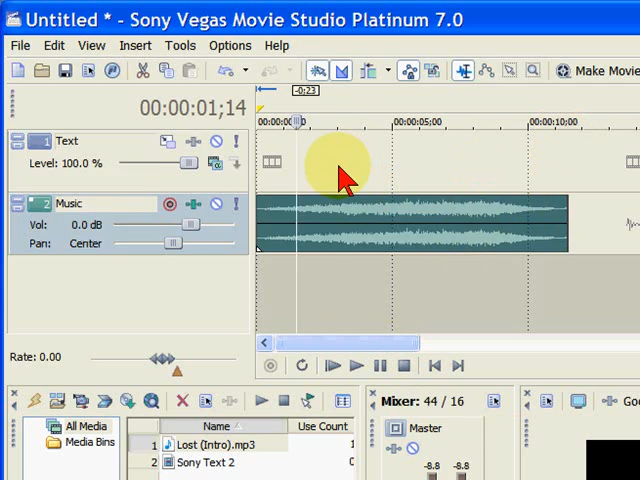 Untitled * - Sony Vegas Movie Studio Platinum 7.0
File Edit View Insert Tools Options Help
Make Movie
-0;23
00:00:01;14
00:00:0 00:00:05;00 00:00:10;00
1 Text
Level: 100.0 %
2 Music
Vol: 0.0 dB
Pan: Center
Rate: 0.00
All Media
Media Bins
Name Use Count
1 Lost (Intro).mp3 1
2 Sony Text 2 0
Mixer: 44 / 16
Master
-8.8 -8.8